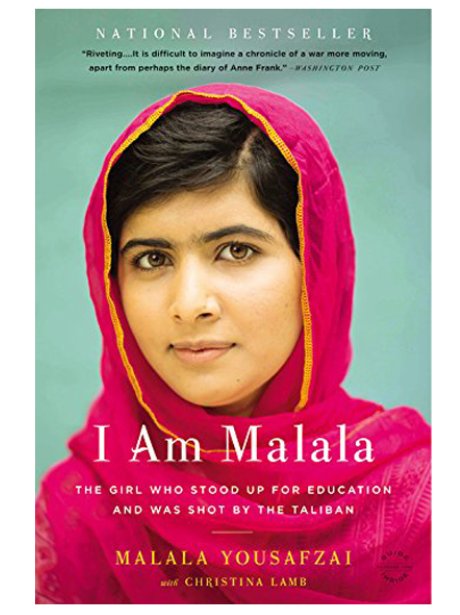 NATIONAL BESTSELLER
"Riveting....It is difficult to imagine a chronicle of a war more moving,
apart from perhaps the diary of Anne Frank." –WASHINGTON POST
I Am Malala
THE GIRL WHO STOOD UP FOR EDUCATION
AND WAS SHOT BY THE TALIBAN
MALALA YOUSAFZAI
with CHRISTINA LAMB
GUIDE
INSIDE